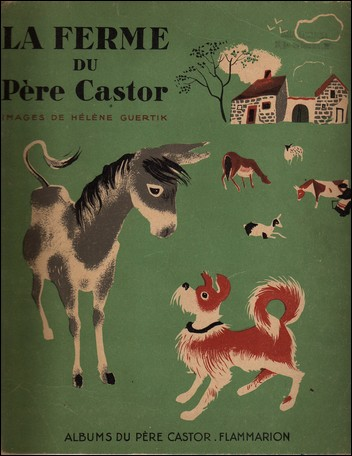 LA FERME
DU
Père Castor
IMAGES DE HÉLÈNE GUERTIK
ALBUMS DU PÈRE CASTOR . FLAMMARION